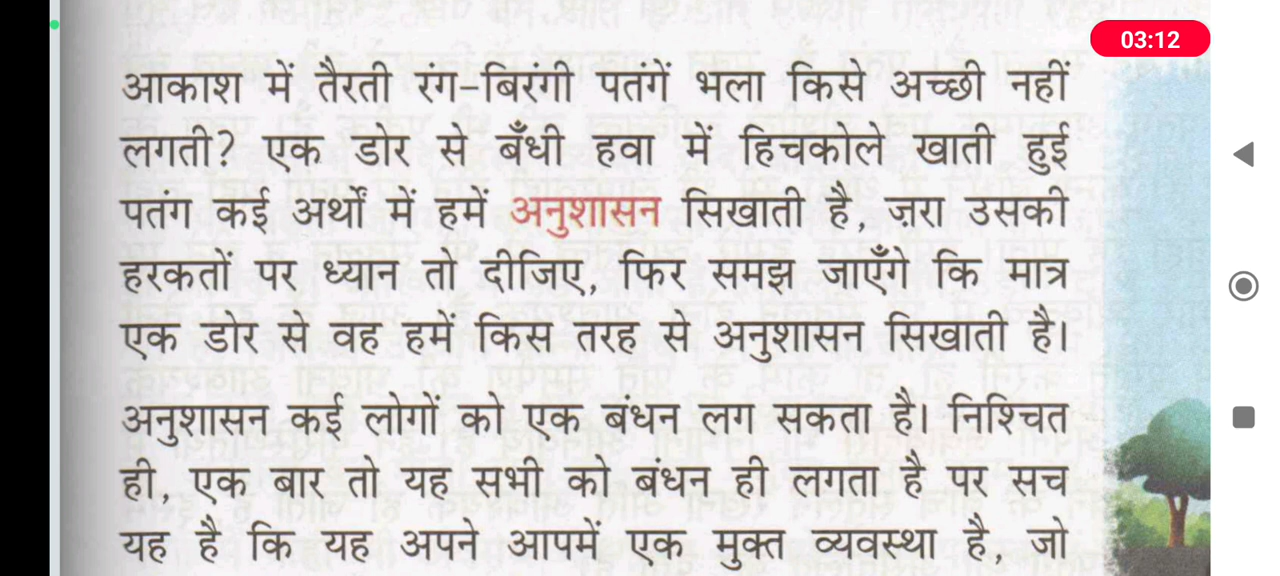 03:12
आकाश में तैरती रंग-बिरंगी पतंगें भला किसे अच्छी नहीं
लगती? एक डोर से बँधी हवा में हिचकोले खाती हुई
पतंग कई अर्थों में हमें अनुशासन सिखाती है, ज़रा उसकी
हरकतों पर ध्यान तो दीजिए, फिर समझ जाएँगे कि मात्र
एक डोर से वह हमें किस तरह से अनुशासन सिखाती है।
अनुशासन कई लोगों को एक बंधन लग सकता है। निश्चित
ही, एक बार तो यह सभी को बंधन ही लगता है पर सच
यह है कि यह अपने आपमें एक मुक्त व्यवस्था है, जो